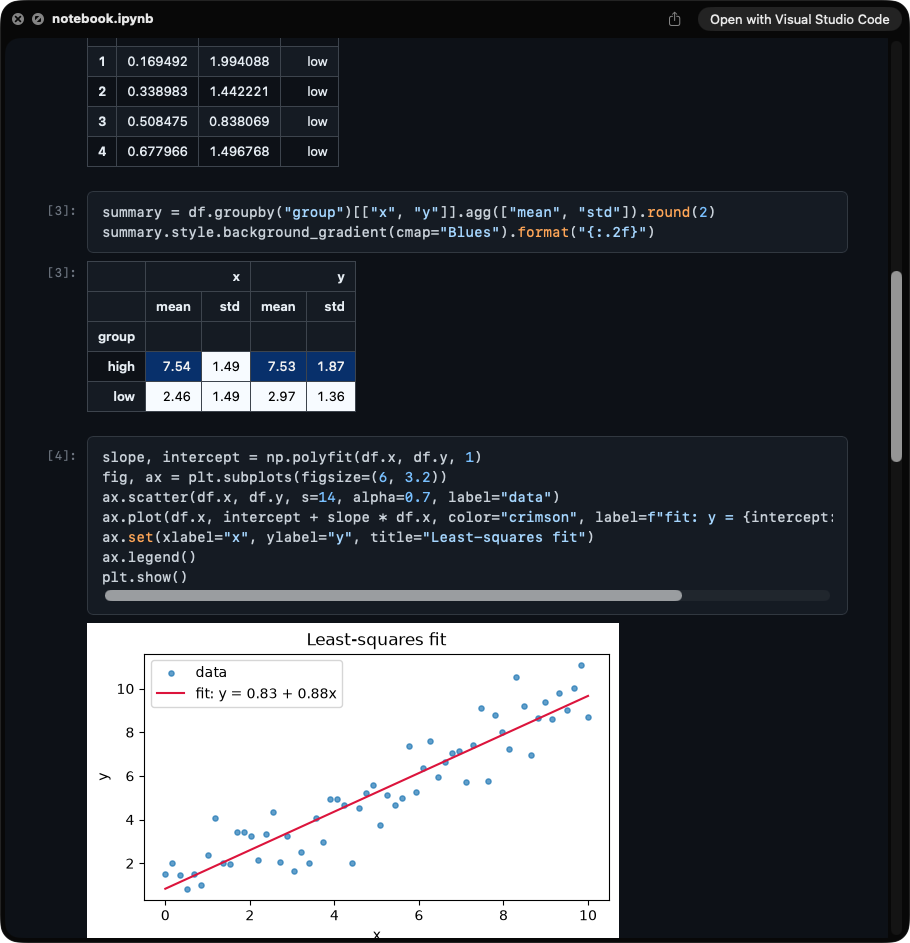 notebook.ipynb
Open with Visual Studio Code
1 0.169492 1.994088 low
2 0.338983 1.442221 low
3 0.508475 0.838069 low
4 0.677966 1.496768 low
[3]:
summary = df.groupby("group")[["x", "y"]].agg(["mean", "std"]).round(2)
summary.style.background_gradient(cmap="Blues").format("{:.2f}")
[3]:
x y
mean std mean std
group
high 7.54 1.49 7.53 1.87
low 2.46 1.49 2.97 1.36
[4]:
slope, intercept = np.polyfit(df.x, df.y, 1)
fig, ax = plt.subplots(figsize=(6, 3.2))
ax.scatter(df.x, df.y, s=14, alpha=0.7, label="data")
ax.plot(df.x, intercept + slope * df.x, color="crimson", label=f"fit: y = {intercept:
ax.set(xlabel="x", ylabel="y", title="Least-squares fit")
ax.legend()
plt.show()
Least-squares fit
data
fit: y = 0.83 + 0.88x
10
8
6
4
2
y
0 2 4 6 8 10
x